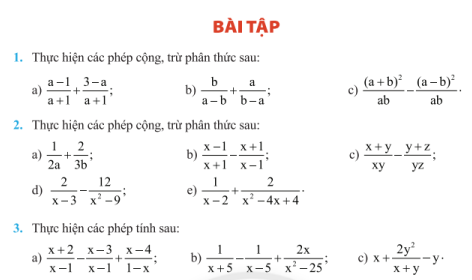 BÀI TẬP
1. Thực hiện các phép cộng, trừ phân thức sau:
a) \frac{a-1}{a+1}+\frac{3-a}{a+1}; b) \frac{b}{a-b}+\frac{a}{b-a}; c) \frac{(a+b)^2}{ab}-\frac{(a-b)^2}{ab}.
2. Thực hiện các phép cộng, trừ phân thức sau:
a) \frac{1}{2a}+\frac{2}{3b}; b) \frac{x-1}{x+1}-\frac{x+1}{x-1}; c) \frac{x+y}{xy}-\frac{y+z}{yz};
d) \frac{2}{x-3}-\frac{12}{x^2-9}; e) \frac{1}{x-2}+\frac{2}{x^2-4x+4}.
3. Thực hiện các phép tính sau:
a) \frac{x+2}{x-1}-\frac{x-3}{x-1}+\frac{x-4}{1-x}; b) \frac{1}{x+5}-\frac{1}{x-5}+\frac{2x}{x^2-25}; c) x+\frac{2y^2}{x+y}-y.